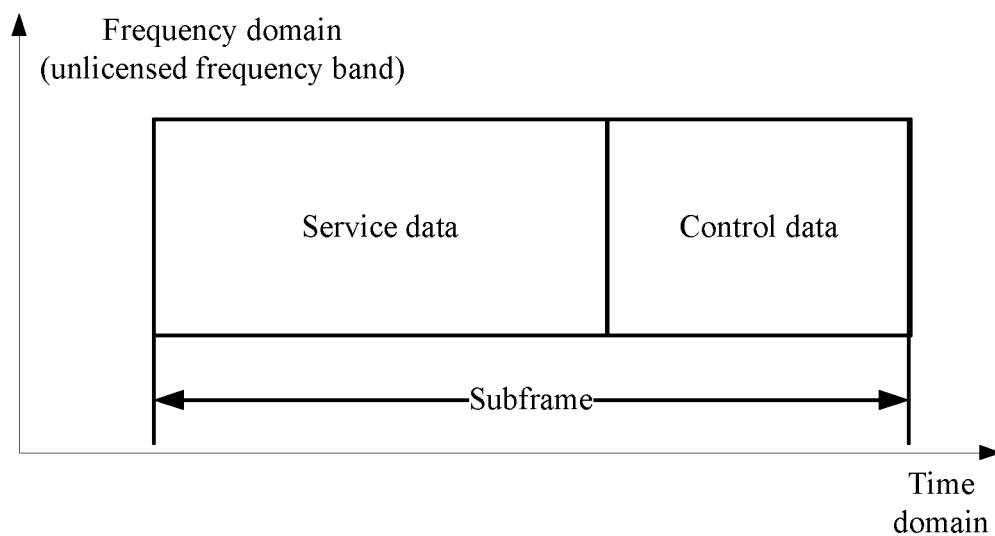 Frequency domain
(unlicensed frequency band)
Service data
Control data
Subframe
Time
domain